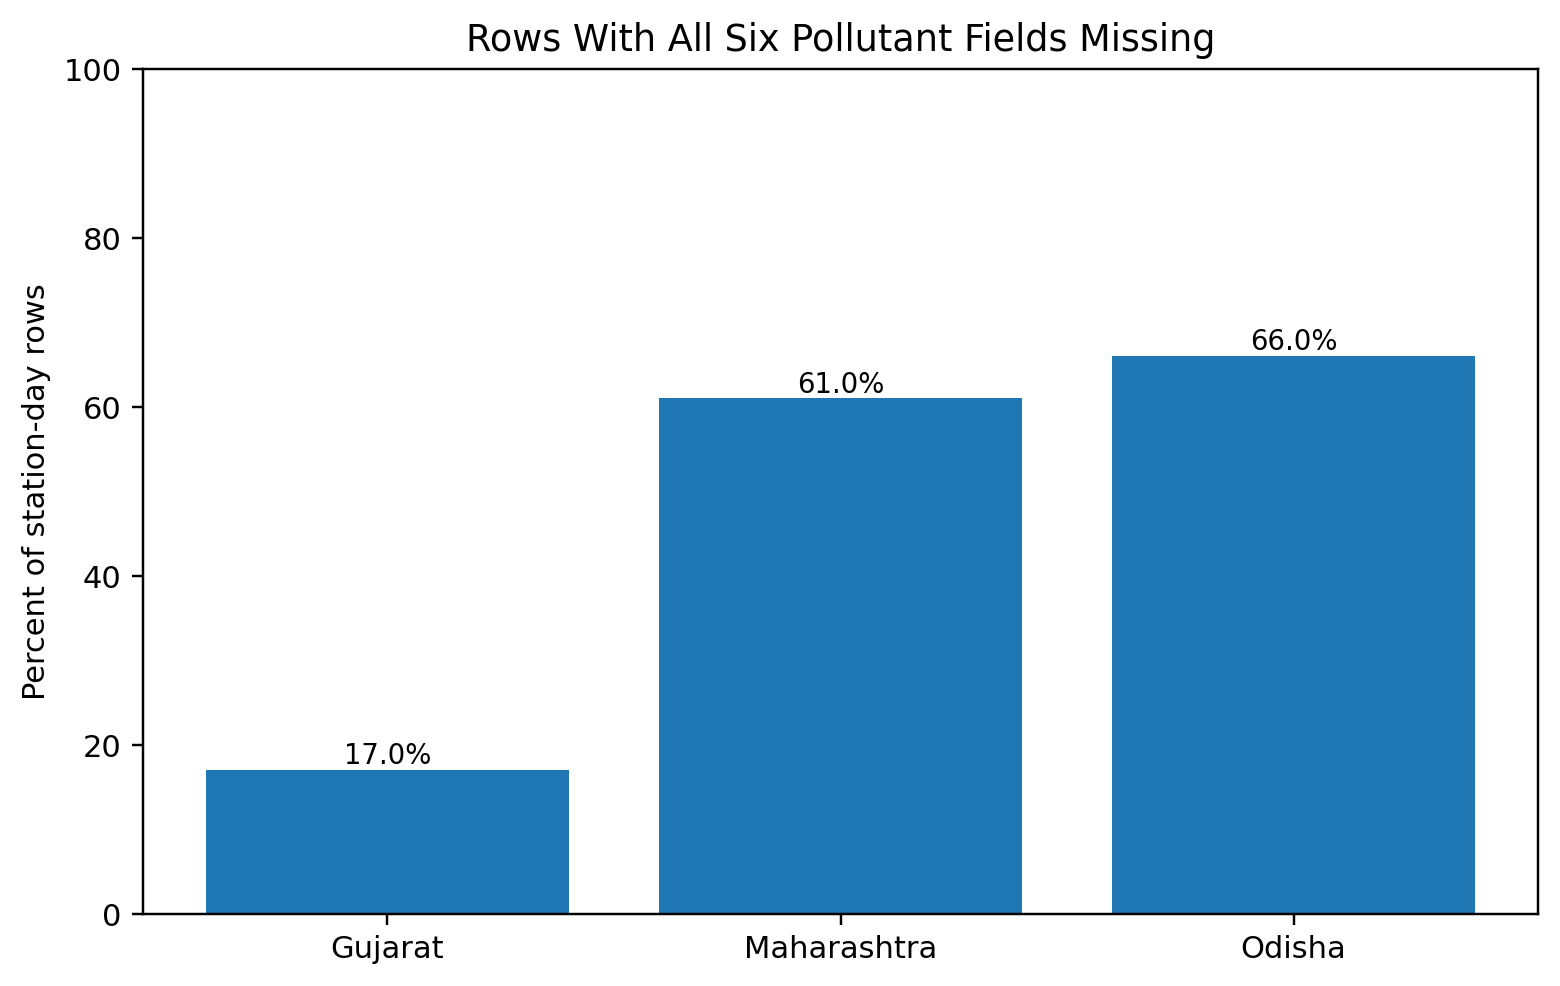 Rows With All Six Pollutant Fields Missing
Percent of station-day rows
100
80
60
40
20
0
17.0%
61.0%
66.0%
Gujarat
Maharashtra
Odisha